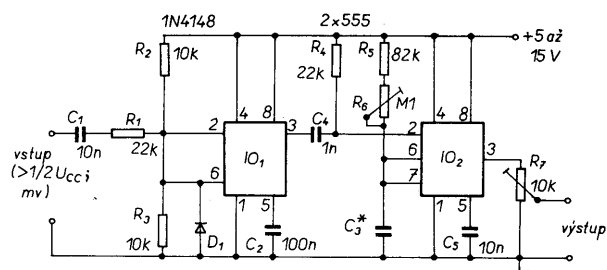 1N4148 2x555
+5 až
15 V
R2
10k
R4
22k
R5
82k
R6
M1
4 8
4 8
C1
10n
R1
22k
2
3
C4
1n
2
3
R7
10k
vstup
(>1/2 Ucc;
mv)
IO1
6
6
7
IO2
výstup
1 5
1 5
R3
10k
D1
C2
100n
C3*
C5
10n